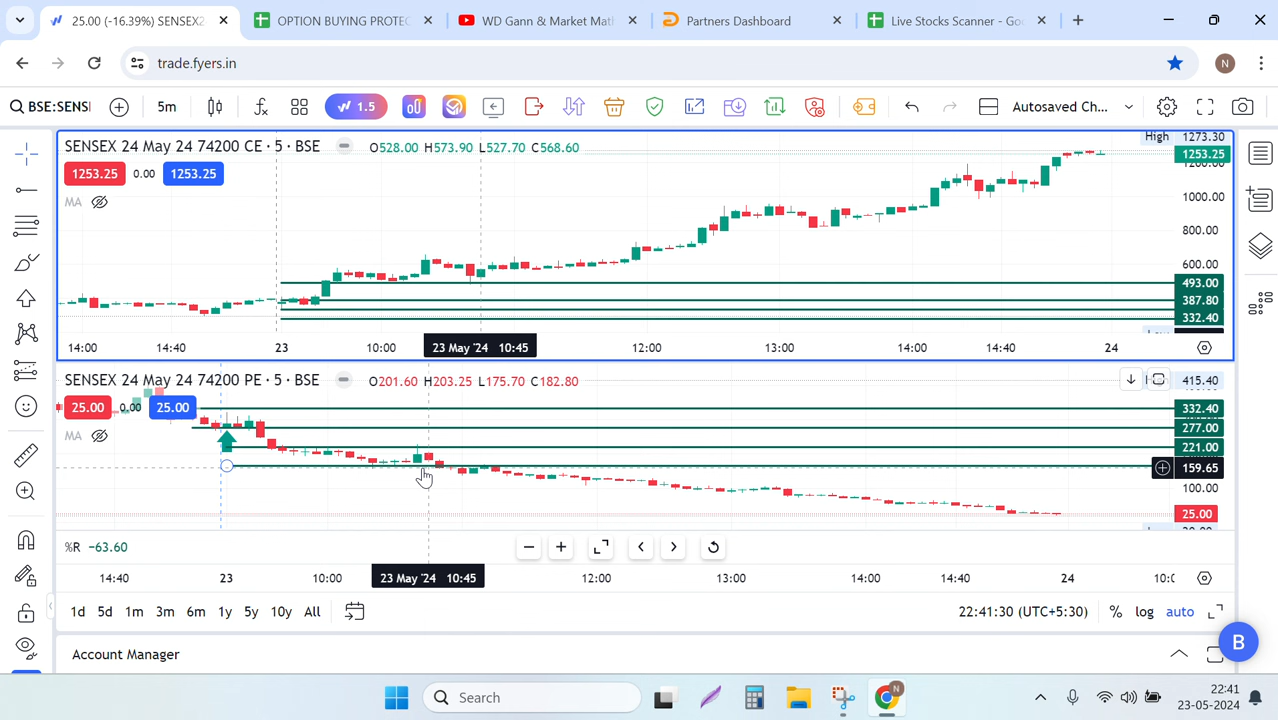 25.00 (-16.39%) SENSEX2
OPTION BUYING PROTEC
WD Gann & Market Mat
Partners Dashboard
Live Stocks Scanner - Goo
trade.fyers.in
N
BSE:SENSI
5m
1.5
Autosaved Ch...
SENSEX 24 May 24 74200 CE · 5 · BSE
O528.00 H573.90 L527.70 C568.60
High 1273.30
1253.25
1253.25 0.00 1253.25
MA
1000.00
800.00
600.00
493.00
387.80
332.40
14:00 14:40 23 10:00 23 May '24 10:45 12:00 13:00 14:00 14:40 24
SENSEX 24 May 24 74200 PE · 5 · BSE
O201.60 H203.25 L175.70 C182.80
415.40
25.00 0.00 25.00
332.40
277.00
MA
221.00
159.65
100.00
25.00
%R −63.60
14:40 23 10:00 23 May '24 10:45 12:00 13:00 14:00 14:40 24 10:0
1d 5d 1m 3m 6m 1y 5y 10y All
22:41:30 (UTC+5:30) % log auto
Account Manager
B
Search
N
22:41
23-05-2024